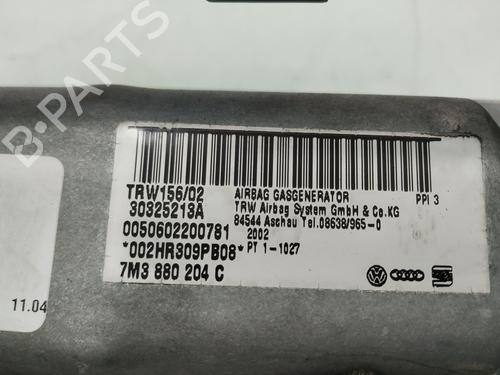 B-PARTS
TRW156/02
30325213A
0050602200781
*002HR309PB08*
7M3 880 204 C
AIRBAG GASGENERATOR PPI 3
TRW Airbag System GmbH & Co.KG
84544 Aschau Tel.08638/965-0
2002
PT 1-1027
11.04